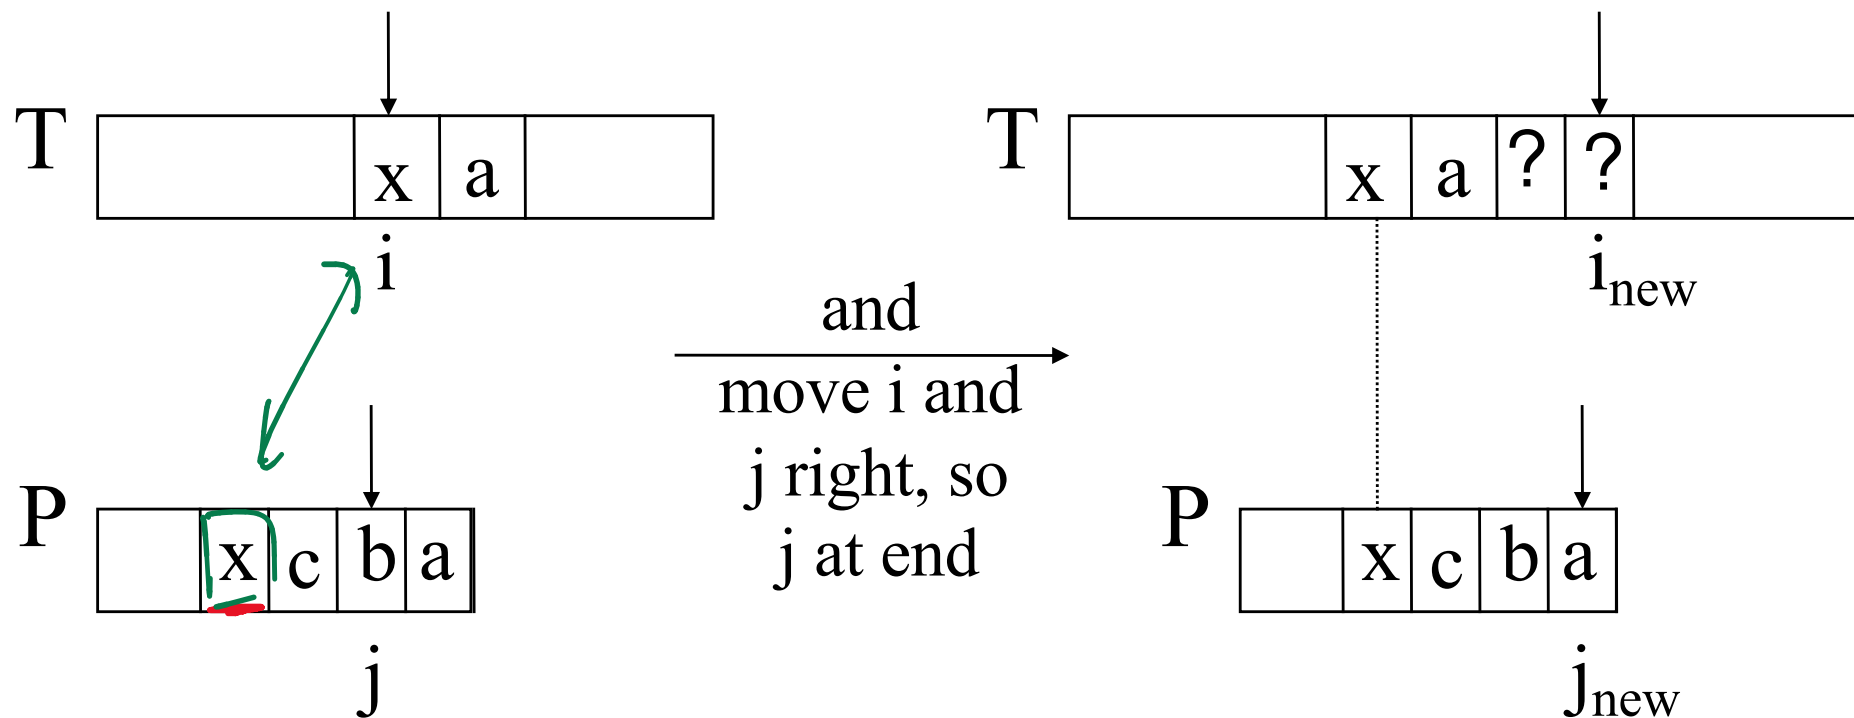 T
x a
i
P
x c b a
j
and
move i and
j right, so
j at end
T
x a ? ?
i new
P
x c b a
j new